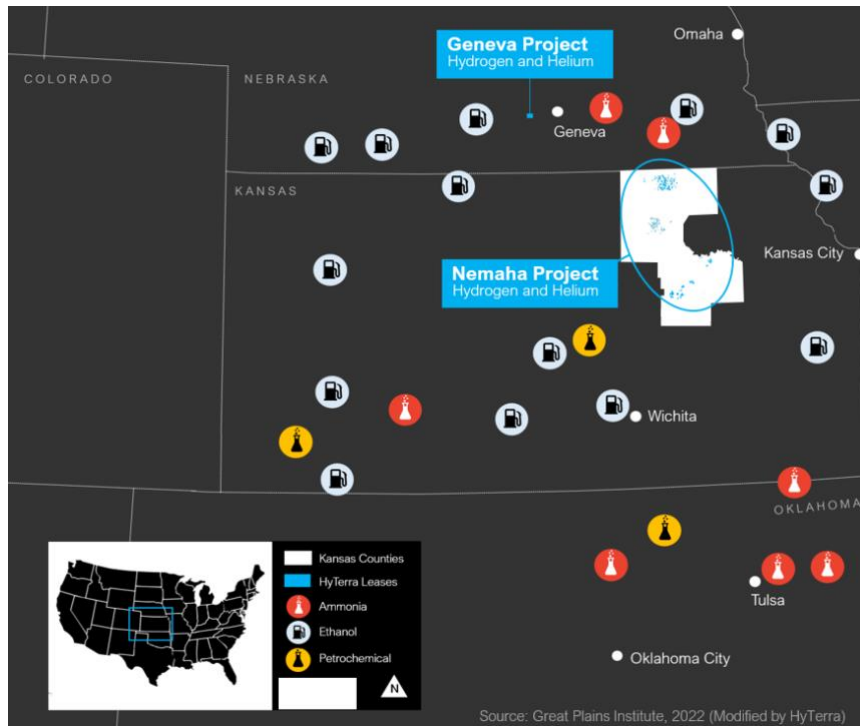 Geneva Project
Hydrogen and Helium
Omaha
COLORADO
NEBRASKA
Geneva
KANSAS
Kansas City
Nemaha Project
Hydrogen and Helium
Wichita
OKLAHOMA
Kansas Counties
HyTerra Leases
Ammonia
Ethanol
Petrochemical
N
Tulsa
Oklahoma City
Source: Great Plains Institute, 2022 (Modified by HyTerra)